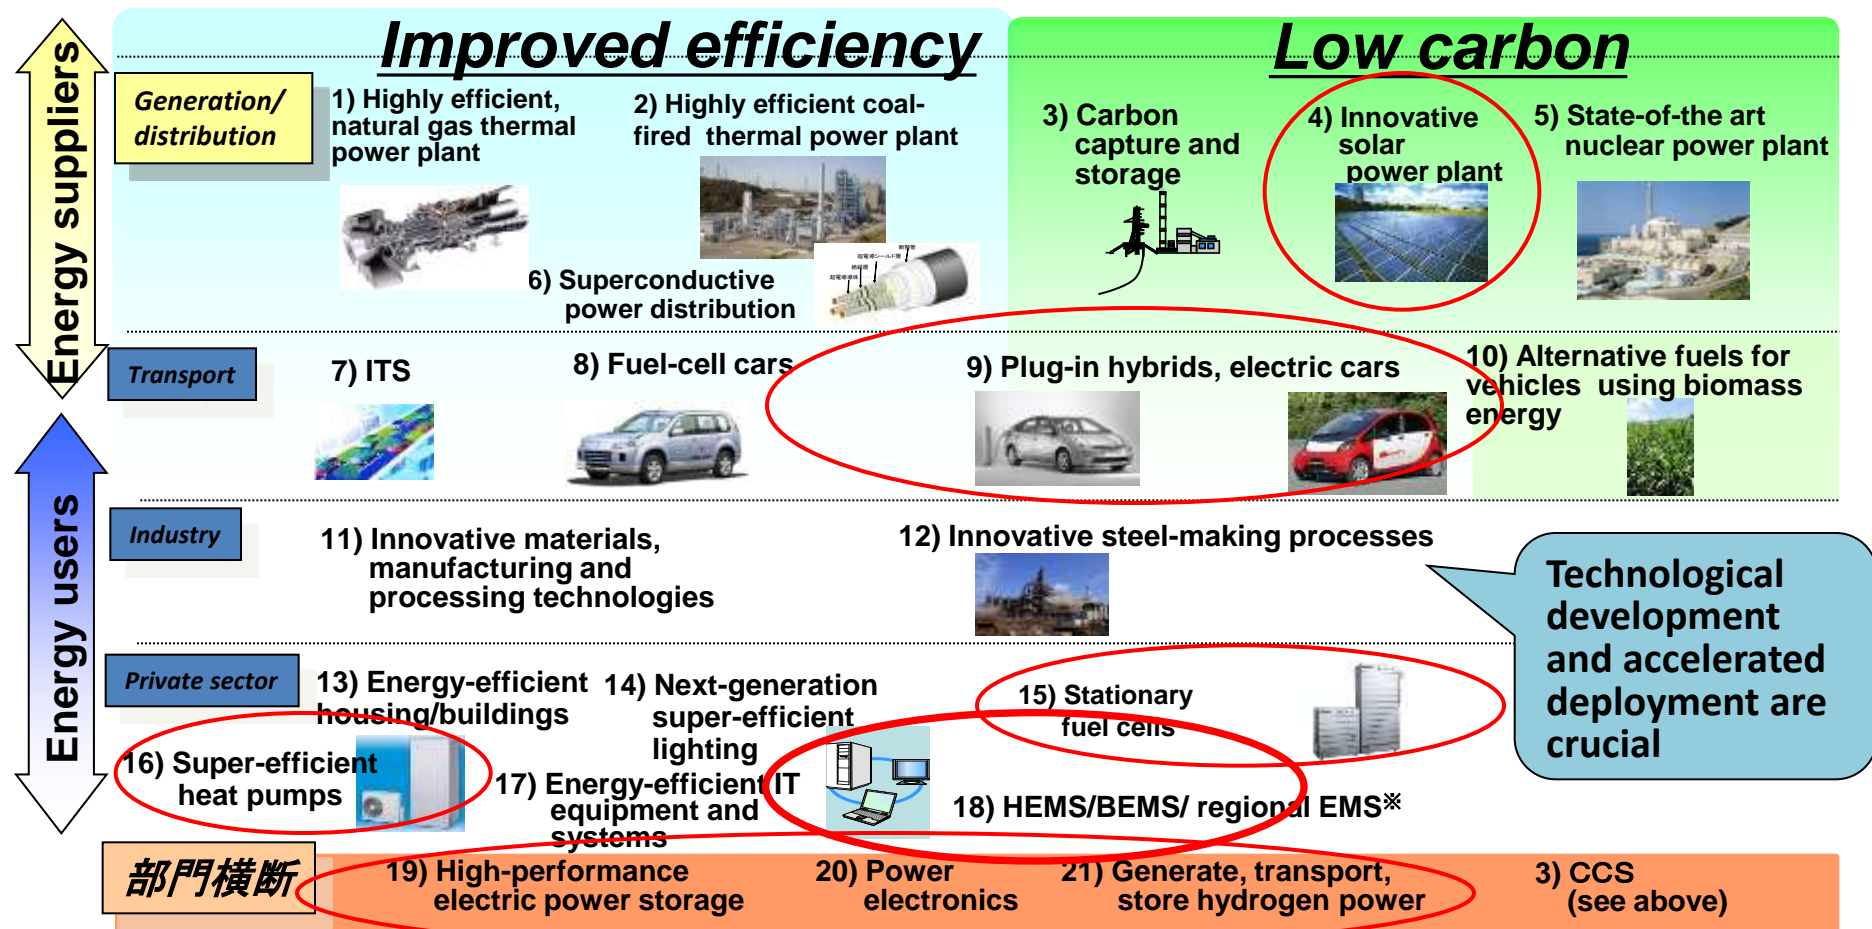 Improved efficiency
Low carbon
Energy suppliers
Generation/
distribution
1) Highly efficient,
natural gas thermal
power plant
2) Highly efficient coal-
fired thermal power plant
3) Carbon
capture and
storage
4) Innovative
solar
power plant
5) State-of-the art
nuclear power plant
6) Superconductive
power distribution
Transport
7) ITS
8) Fuel-cell cars
9) Plug-in hybrids, electric cars
10) Alternative fuels for
vehicles using biomass
energy
Energy users
Industry
11) Innovative materials,
manufacturing and
processing technologies
12) Innovative steel-making processes
Technological
development
and accelerated
deployment are
crucial
Private sector
13) Energy-efficient
housing/buildings
14) Next-generation
super-efficient
lighting
15) Stationary
fuel cells
16) Super-efficient
heat pumps
17) Energy-efficient IT
equipment and
systems
18) HEMS/BEMS/ regional EMS※
部門横断
19) High-performance
electric power storage
20) Power
electronics
21) Generate, transport,
store hydrogen power
3) CCS
(see above)